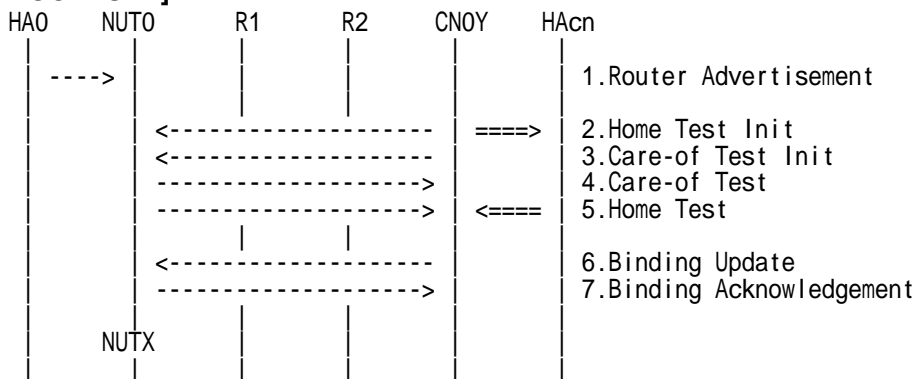 HA0 NUT0 R1 R2 CN0Y HAcn
----> 1.Router Advertisement
<--------------------- ====> 2.Home Test Init
<--------------------- 3.Care-of Test Init
---------------------> 4.Care-of Test
---------------------> <==== 5.Home Test
<--------------------- 6.Binding Update
---------------------> 7.Binding Acknowledgement
NUTX